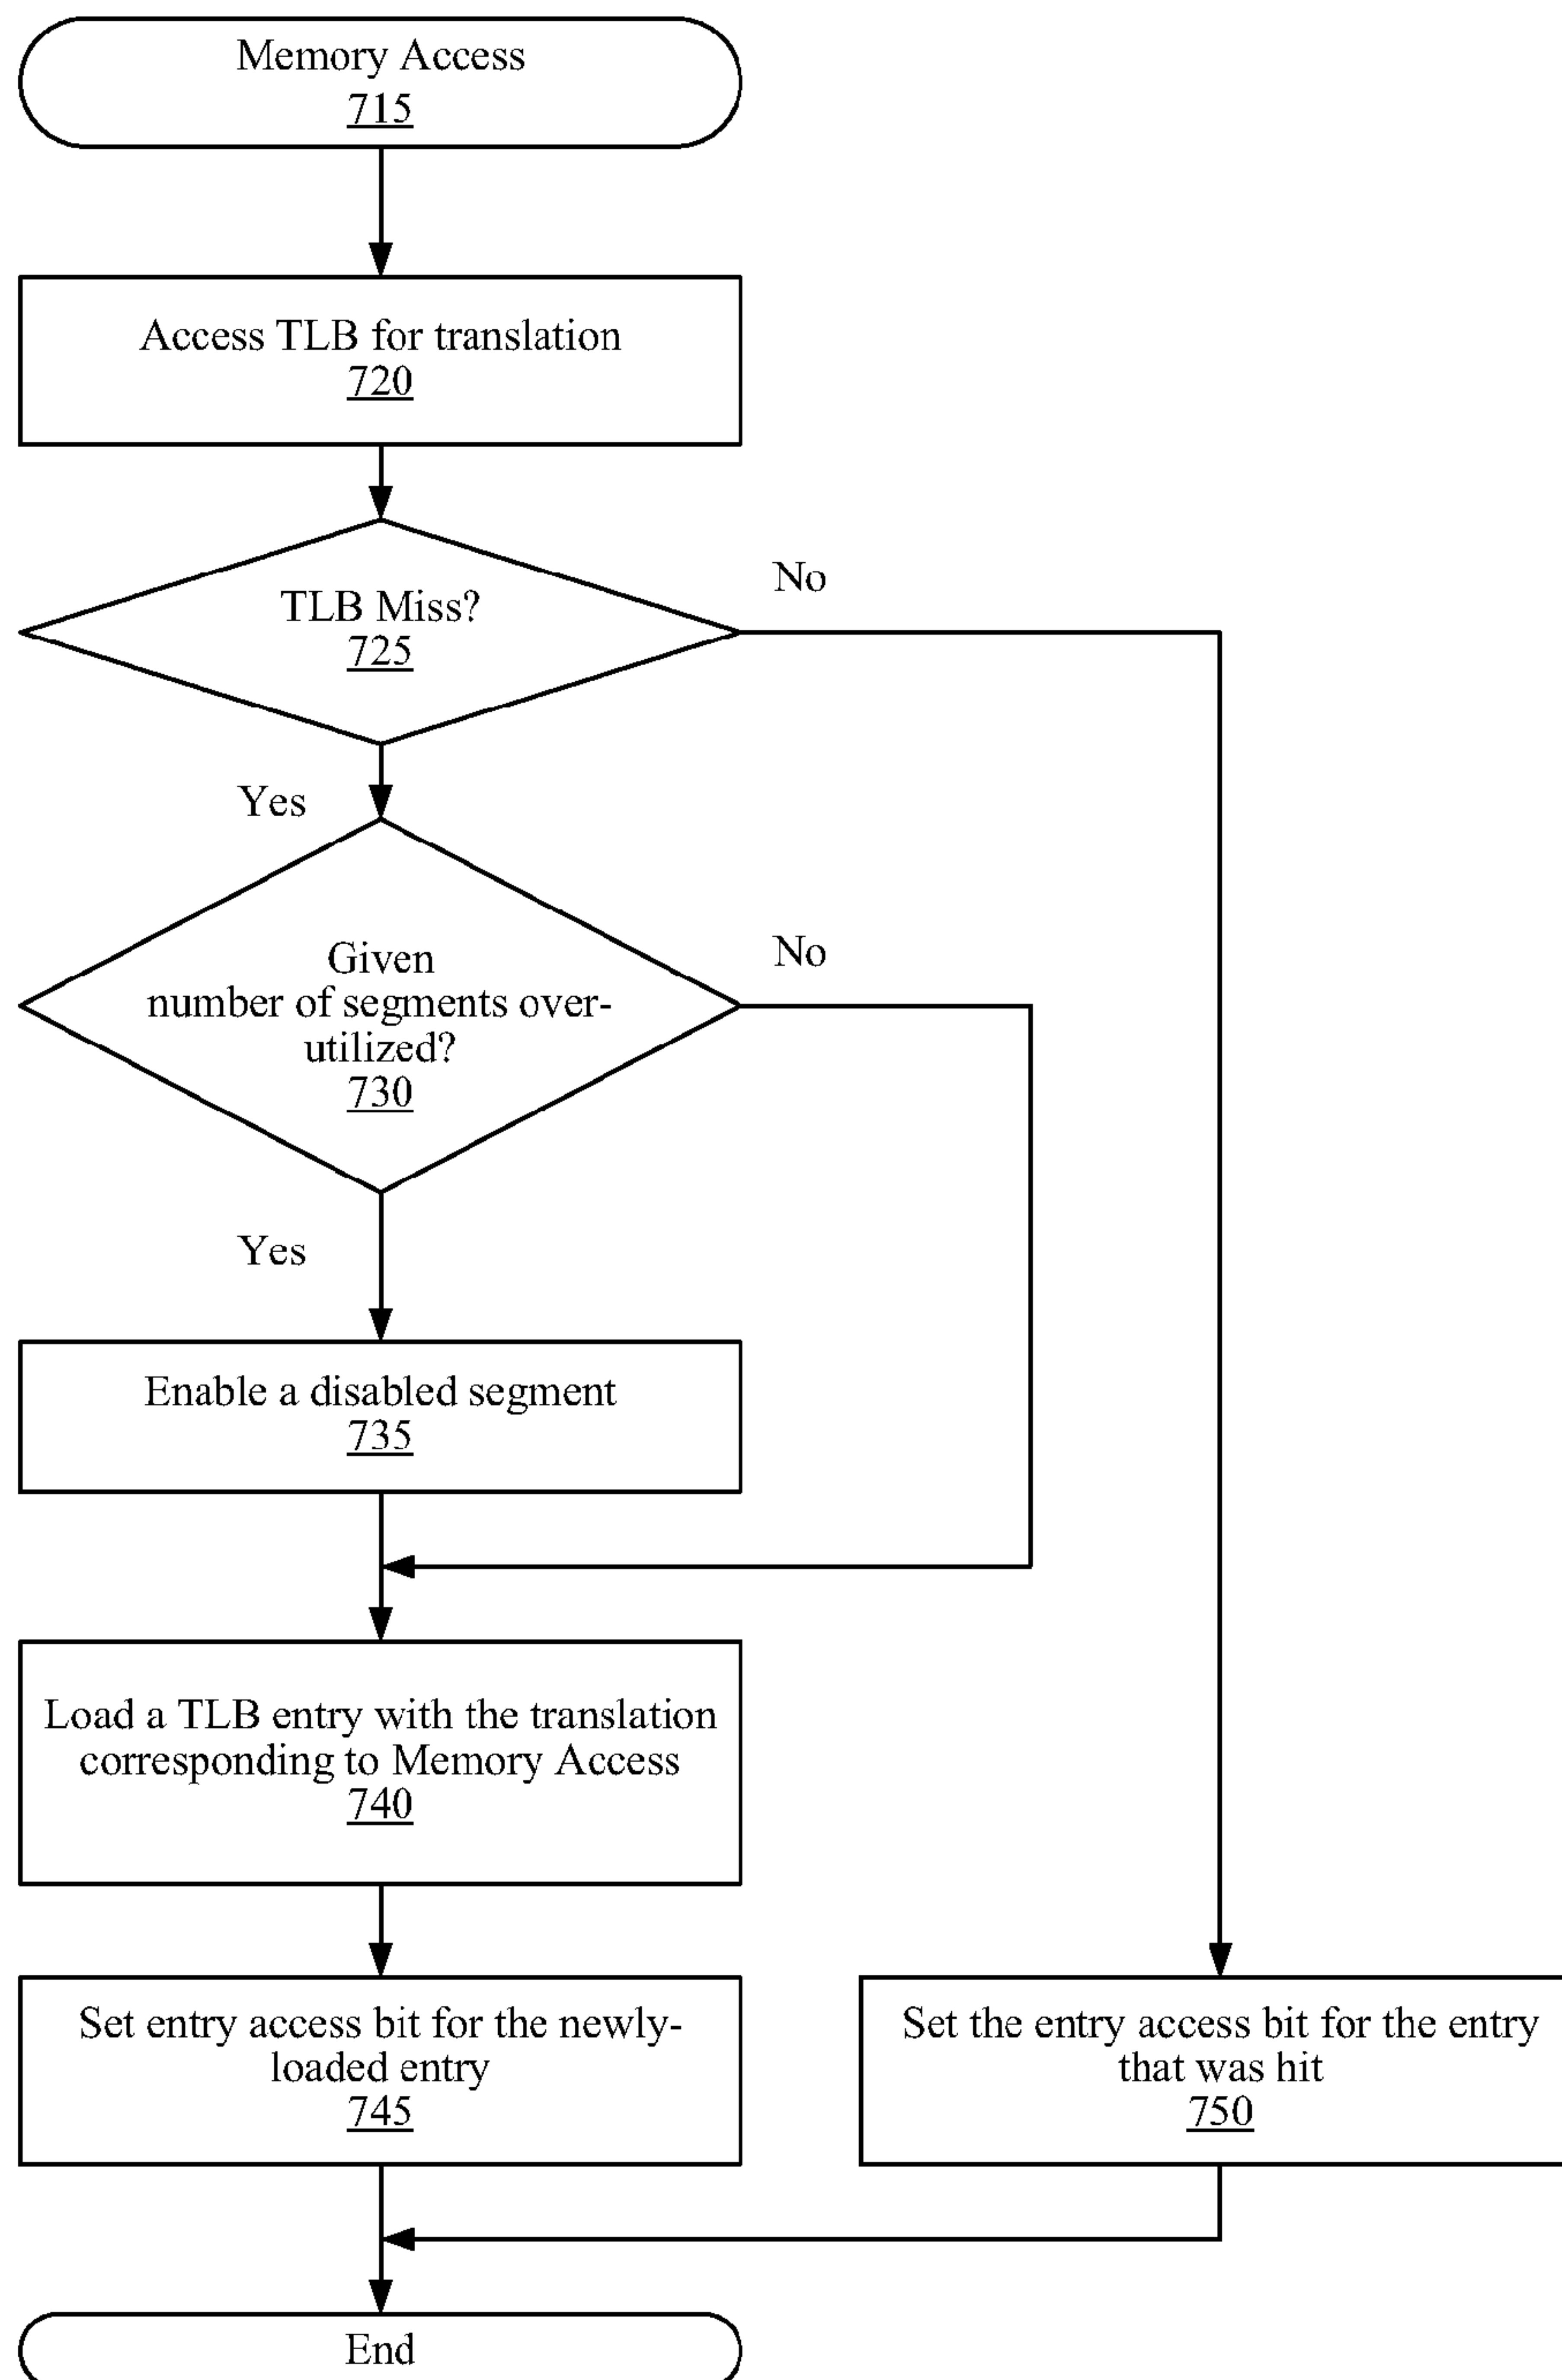 Memory Access
715
Access TLB for translation
720
TLB Miss?
725
No
Yes
Given
number of segments over-
utilized?
730
No
Yes
Enable a disabled segment
735
Load a TLB entry with the translation
corresponding to Memory Access
740
Set entry access bit for the newly-
loaded entry
745
Set the entry access bit for the entry
that was hit
750
End